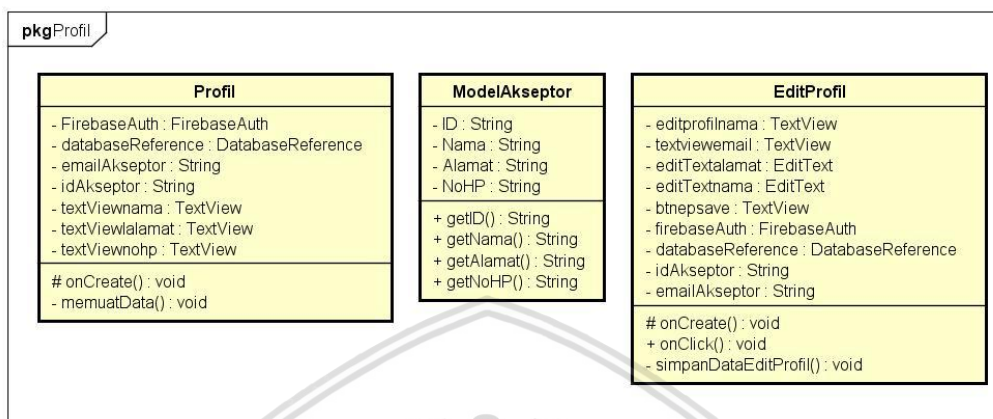 pkgProfil
Profil
- FirebaseAuth : FirebaseAuth
- databaseReference : DatabaseReference
- emailAkseptor : String
- idAkseptor : String
- textViewnama : TextView
- textViewlalamat : TextView
- textViewnohp : TextView
# onCreate() : void
- memuatData() : void
ModelAkseptor
- ID : String
- Nama : String
- Alamat : String
- NoHP : String
+ getID() : String
+ getNama() : String
+ getAlamat() : String
+ getNoHP() : String
EditProfil
- editprofilnama : TextView
- textviewemail : TextView
- editTextalamat : EditText
- editTextnama : EditText
- btnepsave : TextView
- firebaseAuth : FirebaseAuth
- databaseReference : DatabaseReference
- idAkseptor : String
- emailAkseptor : String
# onCreate() : void
+ onClick() : void
- simpanDataEditProfil() : void